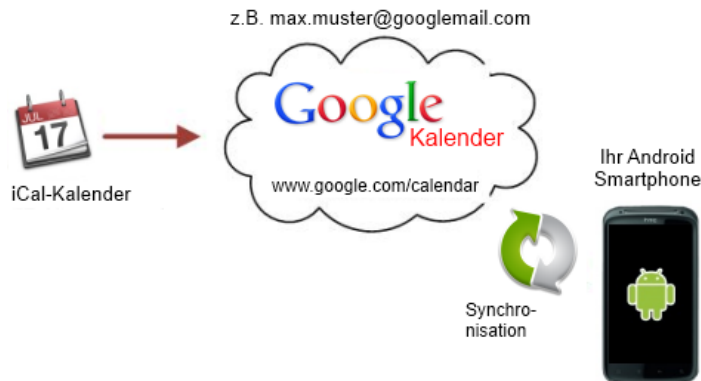 z.B. max.muster@googlemail.com
Google
Kalender
www.google.com/calendar
JUL
17
iCal-Kalender
Ihr Android
Smartphone
hTC
Synchro-
nisation